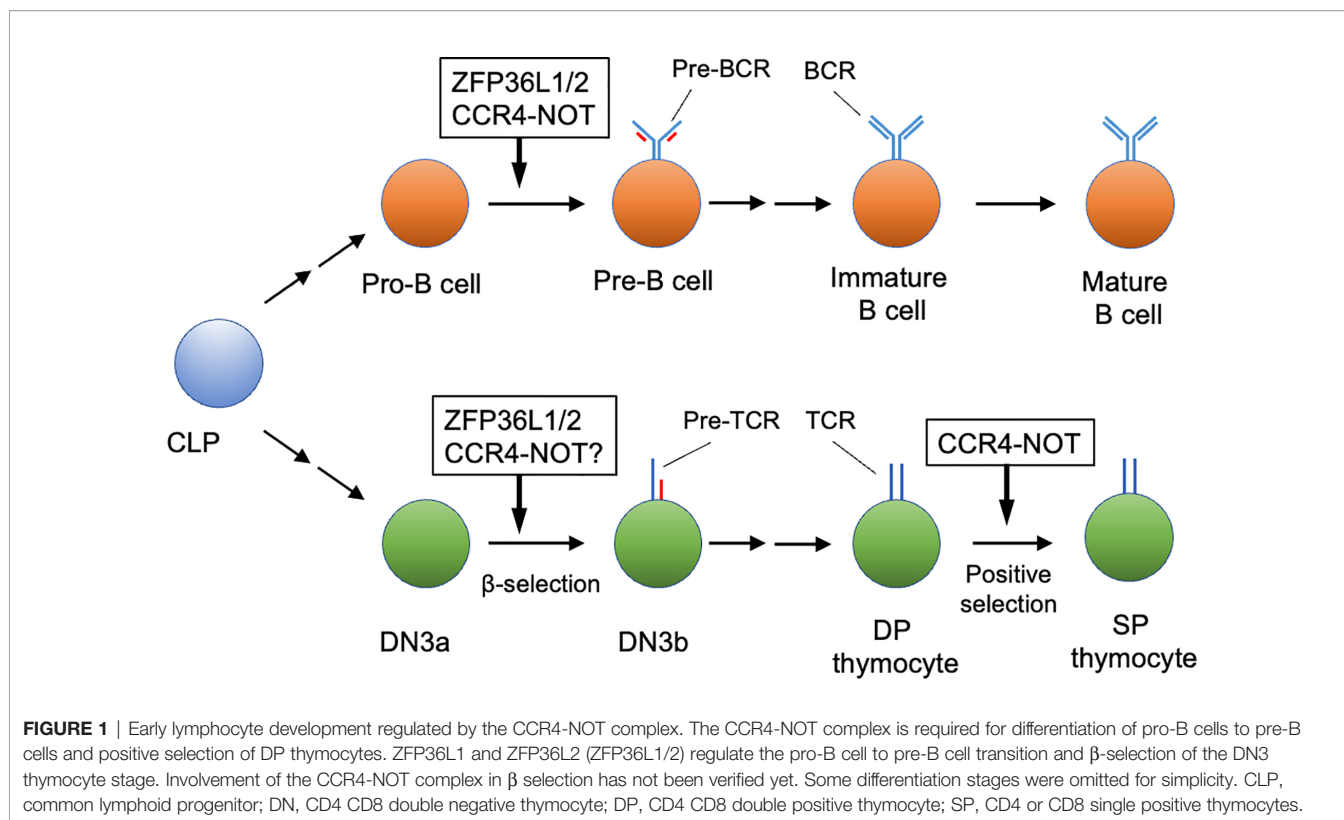 ZFP36L1/2
CCR4-NOT
Pre-BCR
BCR
Pro-B cell
Pre-B cell
Immature
B cell
Mature
B cell
CLP
ZFP36L1/2
CCR4-NOT?
Pre-TCR
TCR
CCR4-NOT
β-selection
Positive
selection
DN3a
DN3b
DP
thymocyte
SP
thymocyte
FIGURE 1 | Early lymphocyte development regulated by the CCR4-NOT complex. The CCR4-NOT complex is required for differentiation of pro-B cells to pre-B
cells and positive selection of DP thymocytes. ZFP36L1 and ZFP36L2 (ZFP36L1/2) regulate the pro-B cell to pre-B cell transition and β-selection of the DN3
thymocyte stage. Involvement of the CCR4-NOT complex in β selection has not been verified yet. Some differentiation stages were omitted for simplicity. CLP,
common lymphoid progenitor; DN, CD4 CD8 double negative thymocyte; DP, CD4 CD8 double positive thymocyte; SP, CD4 or CD8 single positive thymocytes.